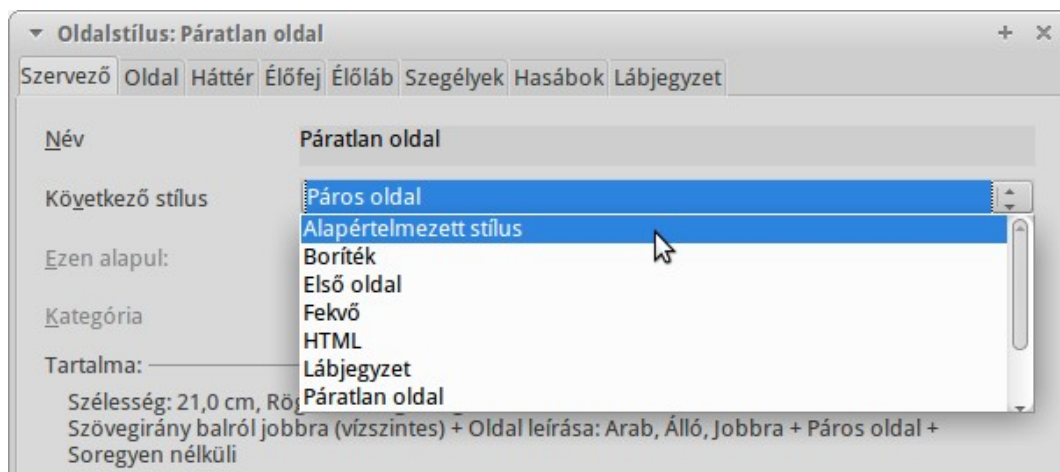 Oldalstílus: Páratlan oldal
Szervező Oldal Háttér Élőfej Élőláb Szegélyek Hasábok Lábjegyzet
Név Páratlan oldal
Következő stílus Páros oldal
Alapértelmezett stílus
Boríték
Ezen alapul:
Első oldal
Fekvő
Kategória
HTML
Lábjegyzet
Tartalma:
Páratlan oldal
Szélesség: 21,0 cm,
Szövegirány balról jobbra (vízszintes) + Oldal leírása: Arab, Álló, Jobbra + Páros oldal +
Soregyen nélküli